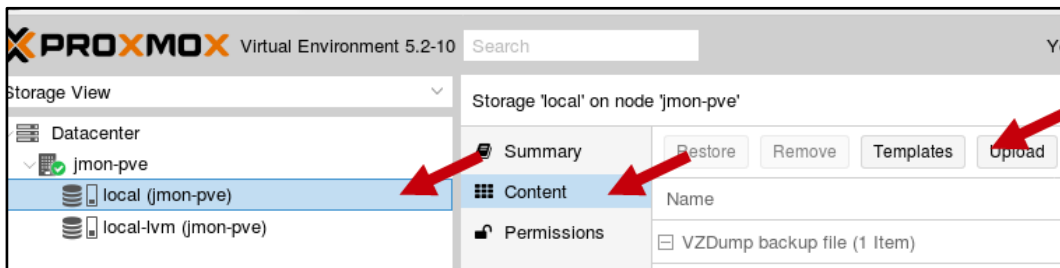 PROXMOX Virtual Environment 5.2-10 Search
Storage View
Storage 'local' on node 'jmon-pve'
Datacenter
jmon-pve
local (jmon-pve)
local-lvm (jmon-pve)
Summary
Content
Permissions
Restore Remove Templates Upload
Name
VZDump backup file (1 Item)